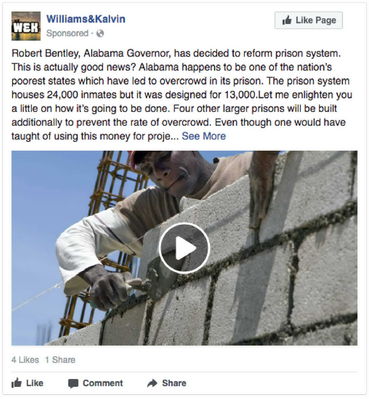 Williams&Kalvin
Like Page
Sponsored ·
WEK
Robert Bentley, Alabama Governor, has decided to reform prison system.
This is actually good news? Alabama happens to be one of the nation's
poorest states which have led to overcrowd in its prison. The prison system
houses 24,000 inmates but it was designed for 13,000.Let me enlighten you
a little on how it's going to be done. Four other larger prisons will be built
additionally to prevent the rate of overcrowd. Even though one would have
taught of using this money for proje... See More
4 Likes 1 Share
Like Comment Share